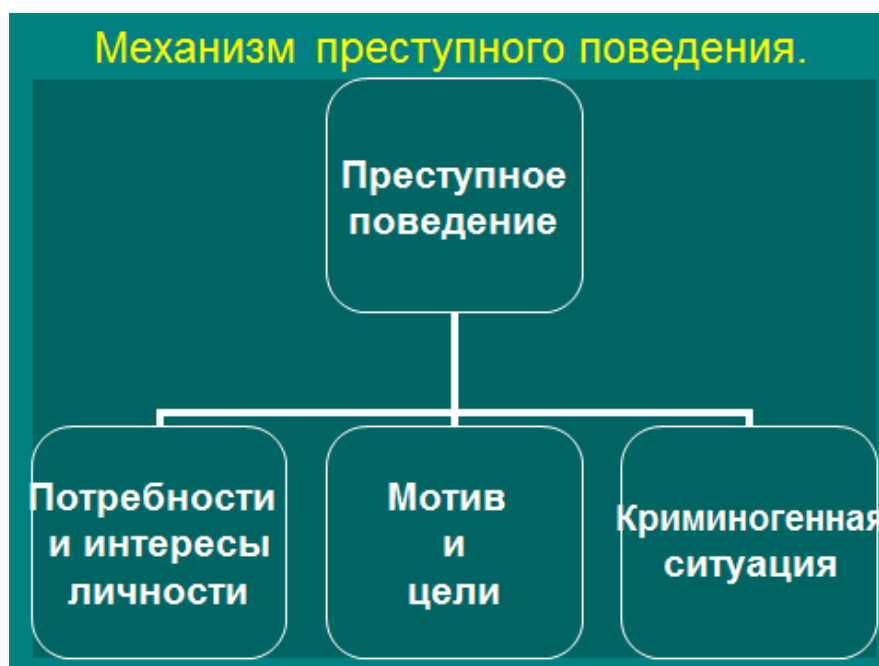 Механизм преступного поведения.
Преступное
поведение
Потребности
и интересы
личности
Мотив
и
цели
Криминогенная
ситуация